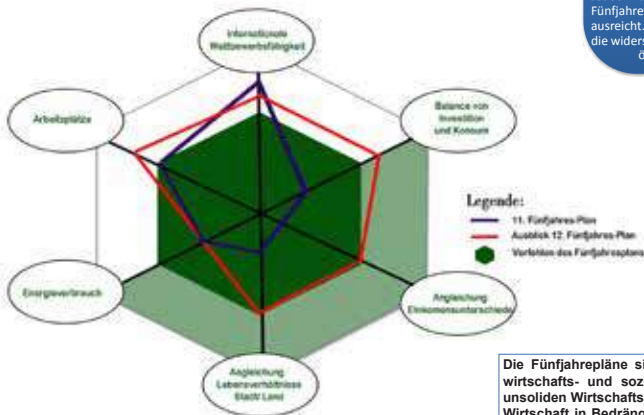 Fünfjahre
ausreicht.
die widers
ö
Internationale
Wettbewerbsfähigkeit
Arbeitsplätze
Balance von
Investition
und Konsum
Legende:
11. Fünfjahres-Plan
Ausblick 12. Fünfjahres-Plan
Verfehlen des Fünfjahresplans
Energieverbrauch
Angleichung
Einkommensunterschiede
Angleichung
Lebensverhältnisse
Stadt/ Land
Die Fünfjahrepläne si
wirtschafts- und soz
unsoliden Wirtschafts
Wirtschaft in Bedräng